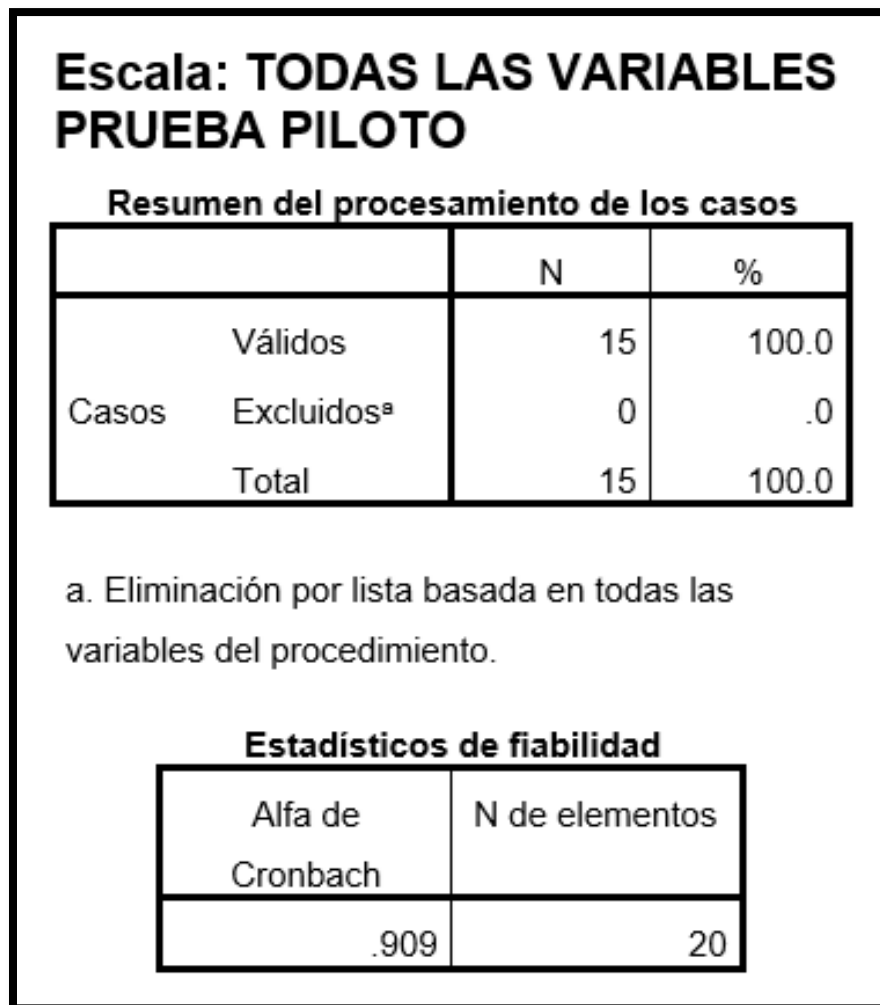 Escala: TODAS LAS VARIABLES
PRUEBA PILOTO
Resumen del procesamiento de los casos
N %
Válidos 15 100.0
Casos Excluidosª 0 .0
Total 15 100.0
a. Eliminación por lista basada en todas las
variables del procedimiento.
Estadísticos de fiabilidad
Alfa de N de elementos
Cronbach
.909 20